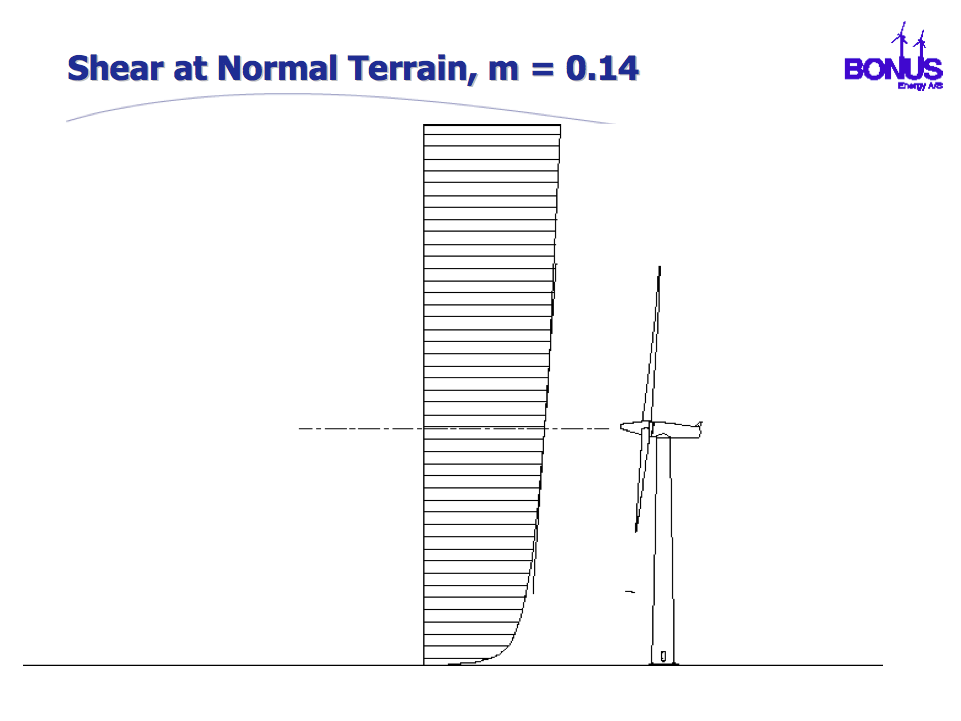 Shear at Normal Terrain, m = 0.14
BONUS
Energy A/S